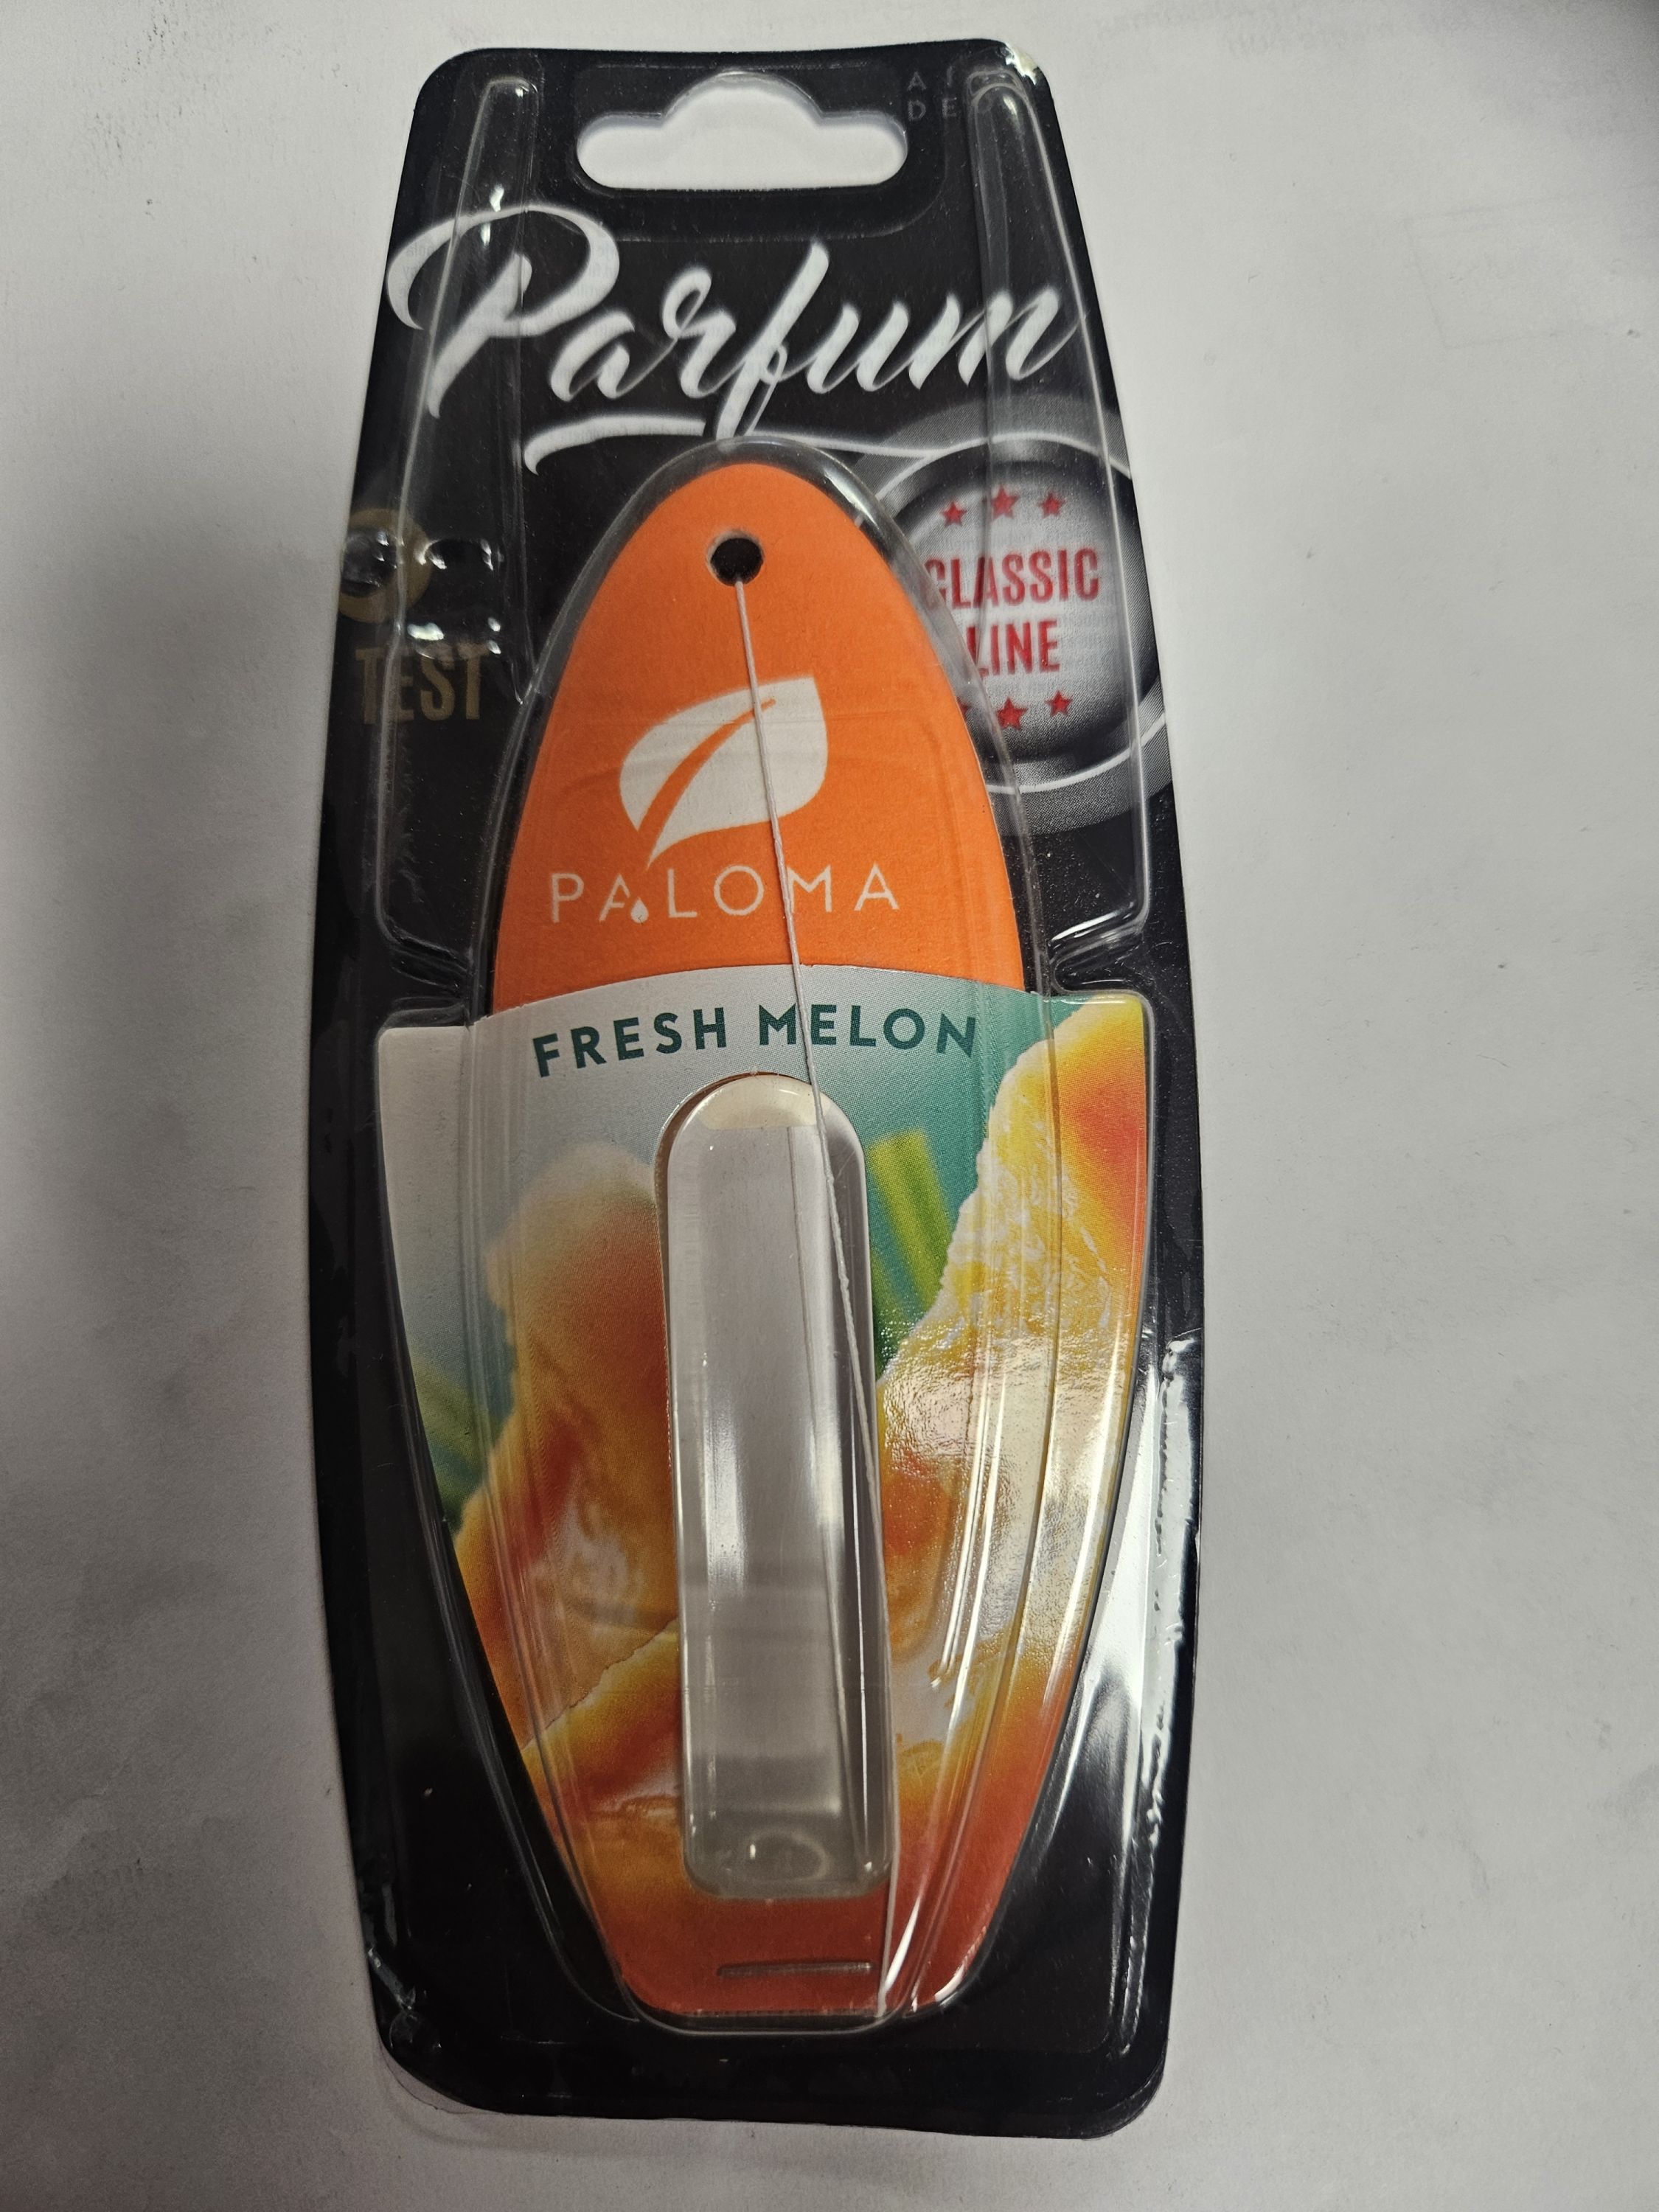 Parfum
CLASSIC
LINE
TEST
PALOMA
FRESH MELON